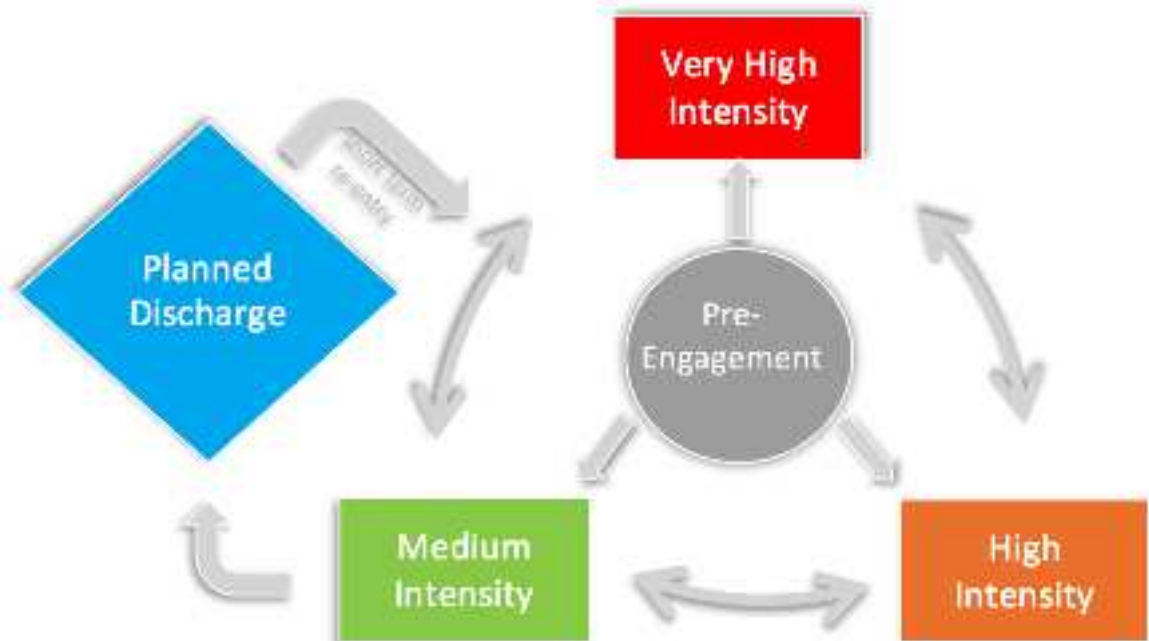 Very High
Intensity
Planned
Discharge
Pre-
Engagement
Medium
Intensity
High
Intensity